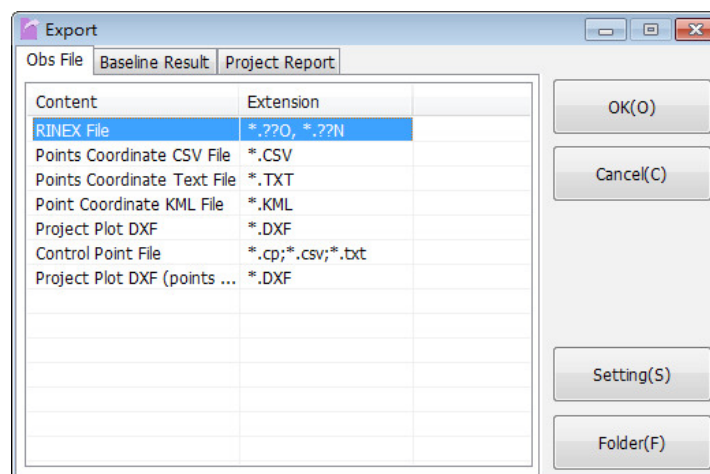 Export
Obs File Baseline Result Project Report
Content Extension
RINEX File *.??O, *.??N
Points Coordinate CSV File *.CSV
Points Coordinate Text File *.TXT
Point Coordinate KML File *.KML
Project Plot DXF *.DXF
Control Point File *.cp;*.csv;*.txt
Project Plot DXF (points ... *.DXF
OK(O)
Cancel(C)
Setting(S)
Folder(F)